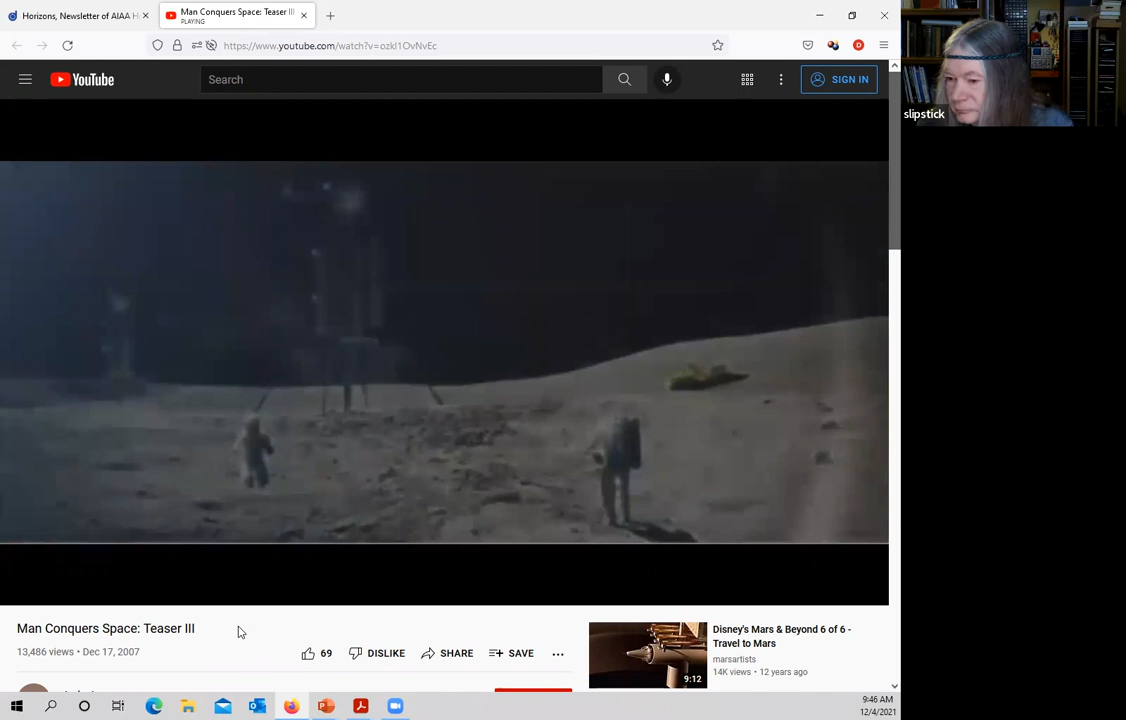 Horizons, Newsletter of AIAA H
Man Conquers Space: Teaser III
PLAYING
https://www.youtube.com/watch?v=ozkI1OvNvEc
YouTube
Search
SIGN IN
slipstick
Man Conquers Space: Teaser III
13,486 views • Dec 17, 2007
69
DISLIKE
SHARE
SAVE
Disney's Mars & Beyond 6 of 6 -
Travel to Mars
marsartists
14K views • 12 years ago
9:12
9:46 AM
12/4/2021